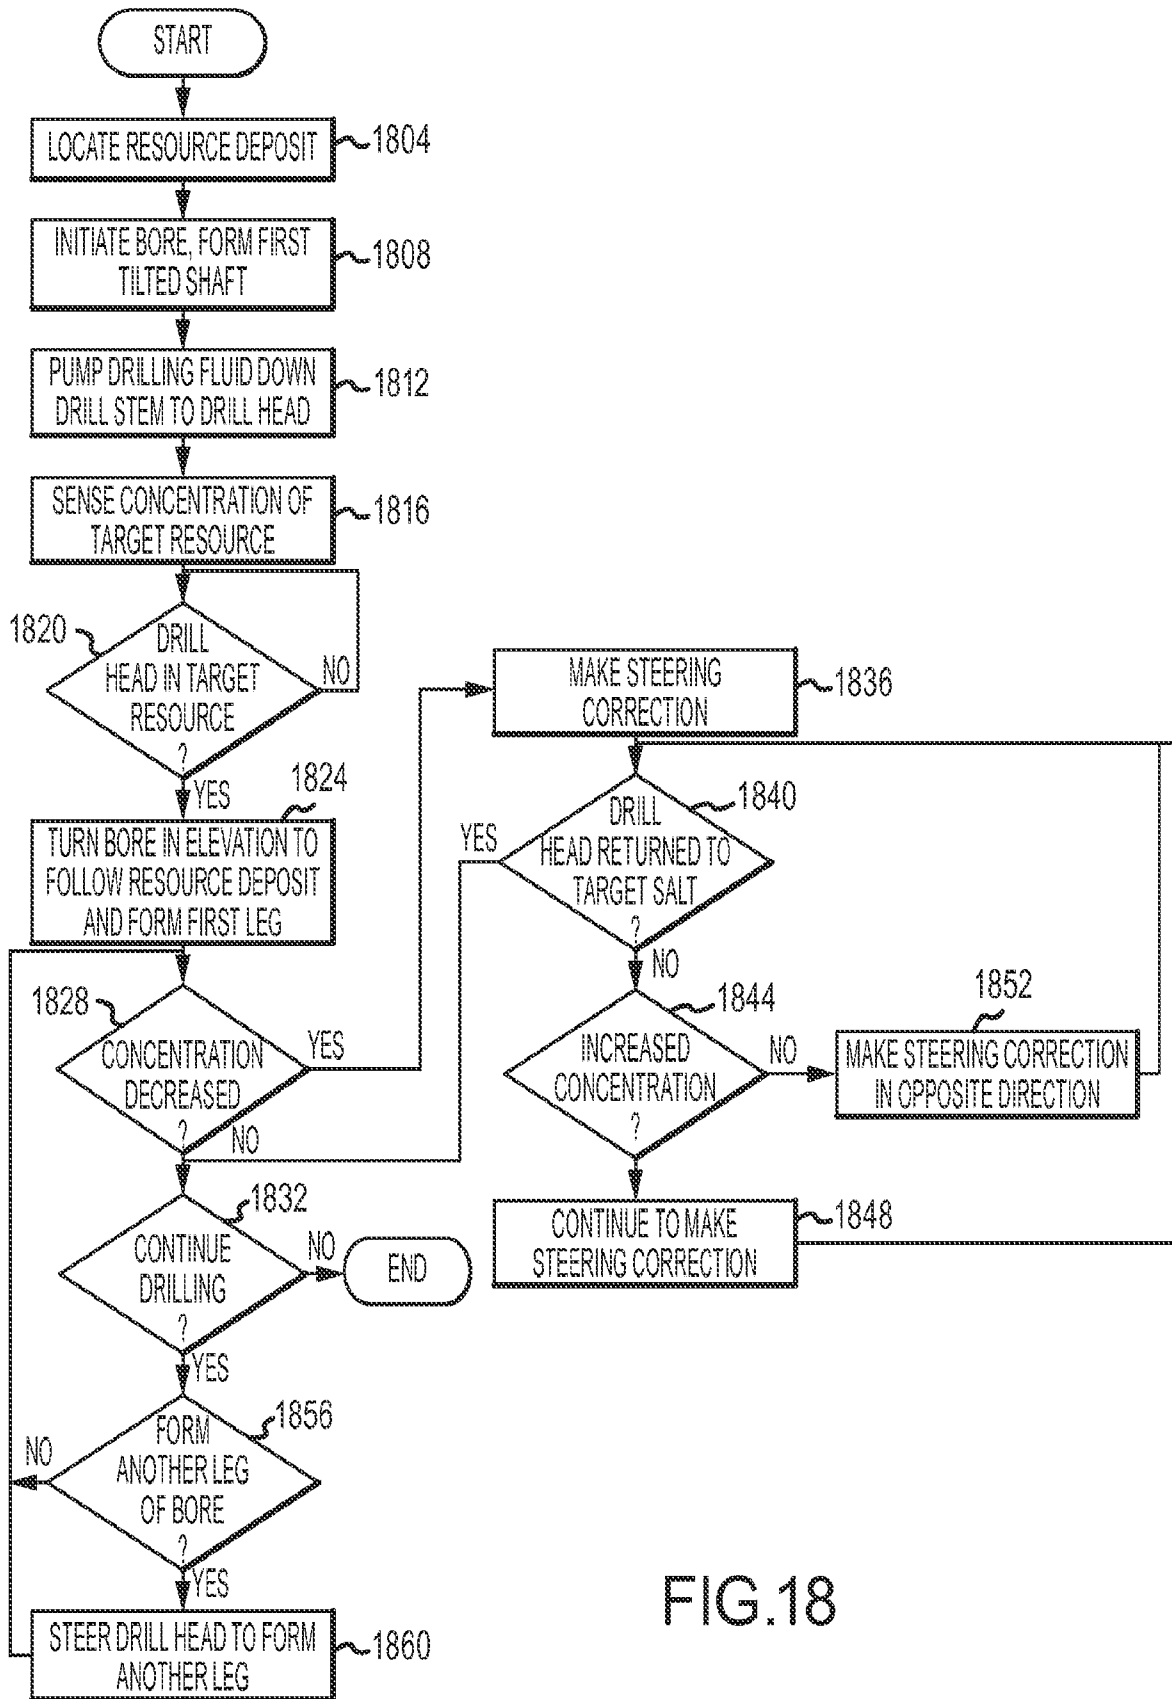 START
LOCATE RESOURCE DEPOSIT
1804
INITIATE BORE, FORM FIRST
TILTED SHAFT
1808
PUMP DRILLING FLUID DOWN
DRILL STEM TO DRILL HEAD
1812
SENSE CONCENTRATION OF
TARGET RESOURCE
1816
1820
DRILL
HEAD IN TARGET
RESOURCE
?
NO
YES
1824
TURN BORE IN ELEVATION TO
FOLLOW RESOURCE DEPOSIT
AND FORM FIRST LEG
1828
CONCENTRATION
DECREASED
?
YES
NO
1832
CONTINUE
DRILLING
?
NO
END
YES
1856
FORM
ANOTHER LEG
OF BORE
?
NO
YES
STEER DRILL HEAD TO FORM
ANOTHER LEG
1860
MAKE STEERING
CORRECTION
1836
1840
DRILL
HEAD RETURNED TO
TARGET SALT
?
YES
NO
1844
INCREASED
CONCENTRATION
?
NO
1852
MAKE STEERING CORRECTION
IN OPPOSITE DIRECTION
CONTINUE TO MAKE
STEERING CORRECTION
1848
FIG.18